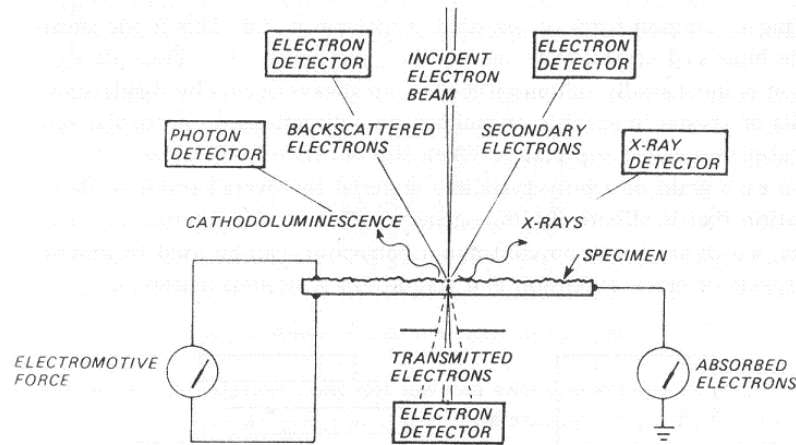 ELECTRON
DETECTOR
INCIDENT
ELECTRON
BEAM
ELECTRON
DETECTOR
PHOTON
DETECTOR
BACKSCATTERED
ELECTRONS
SECONDARY
ELECTRONS
X-RAY
DETECTOR
CATHODOLUMINESCENCE
X-RAYS
SPECIMEN
ELECTROMOTIVE
FORCE
TRANSMITTED
ELECTRONS
ABSORBED
ELECTRONS
ELECTRON
DETECTOR